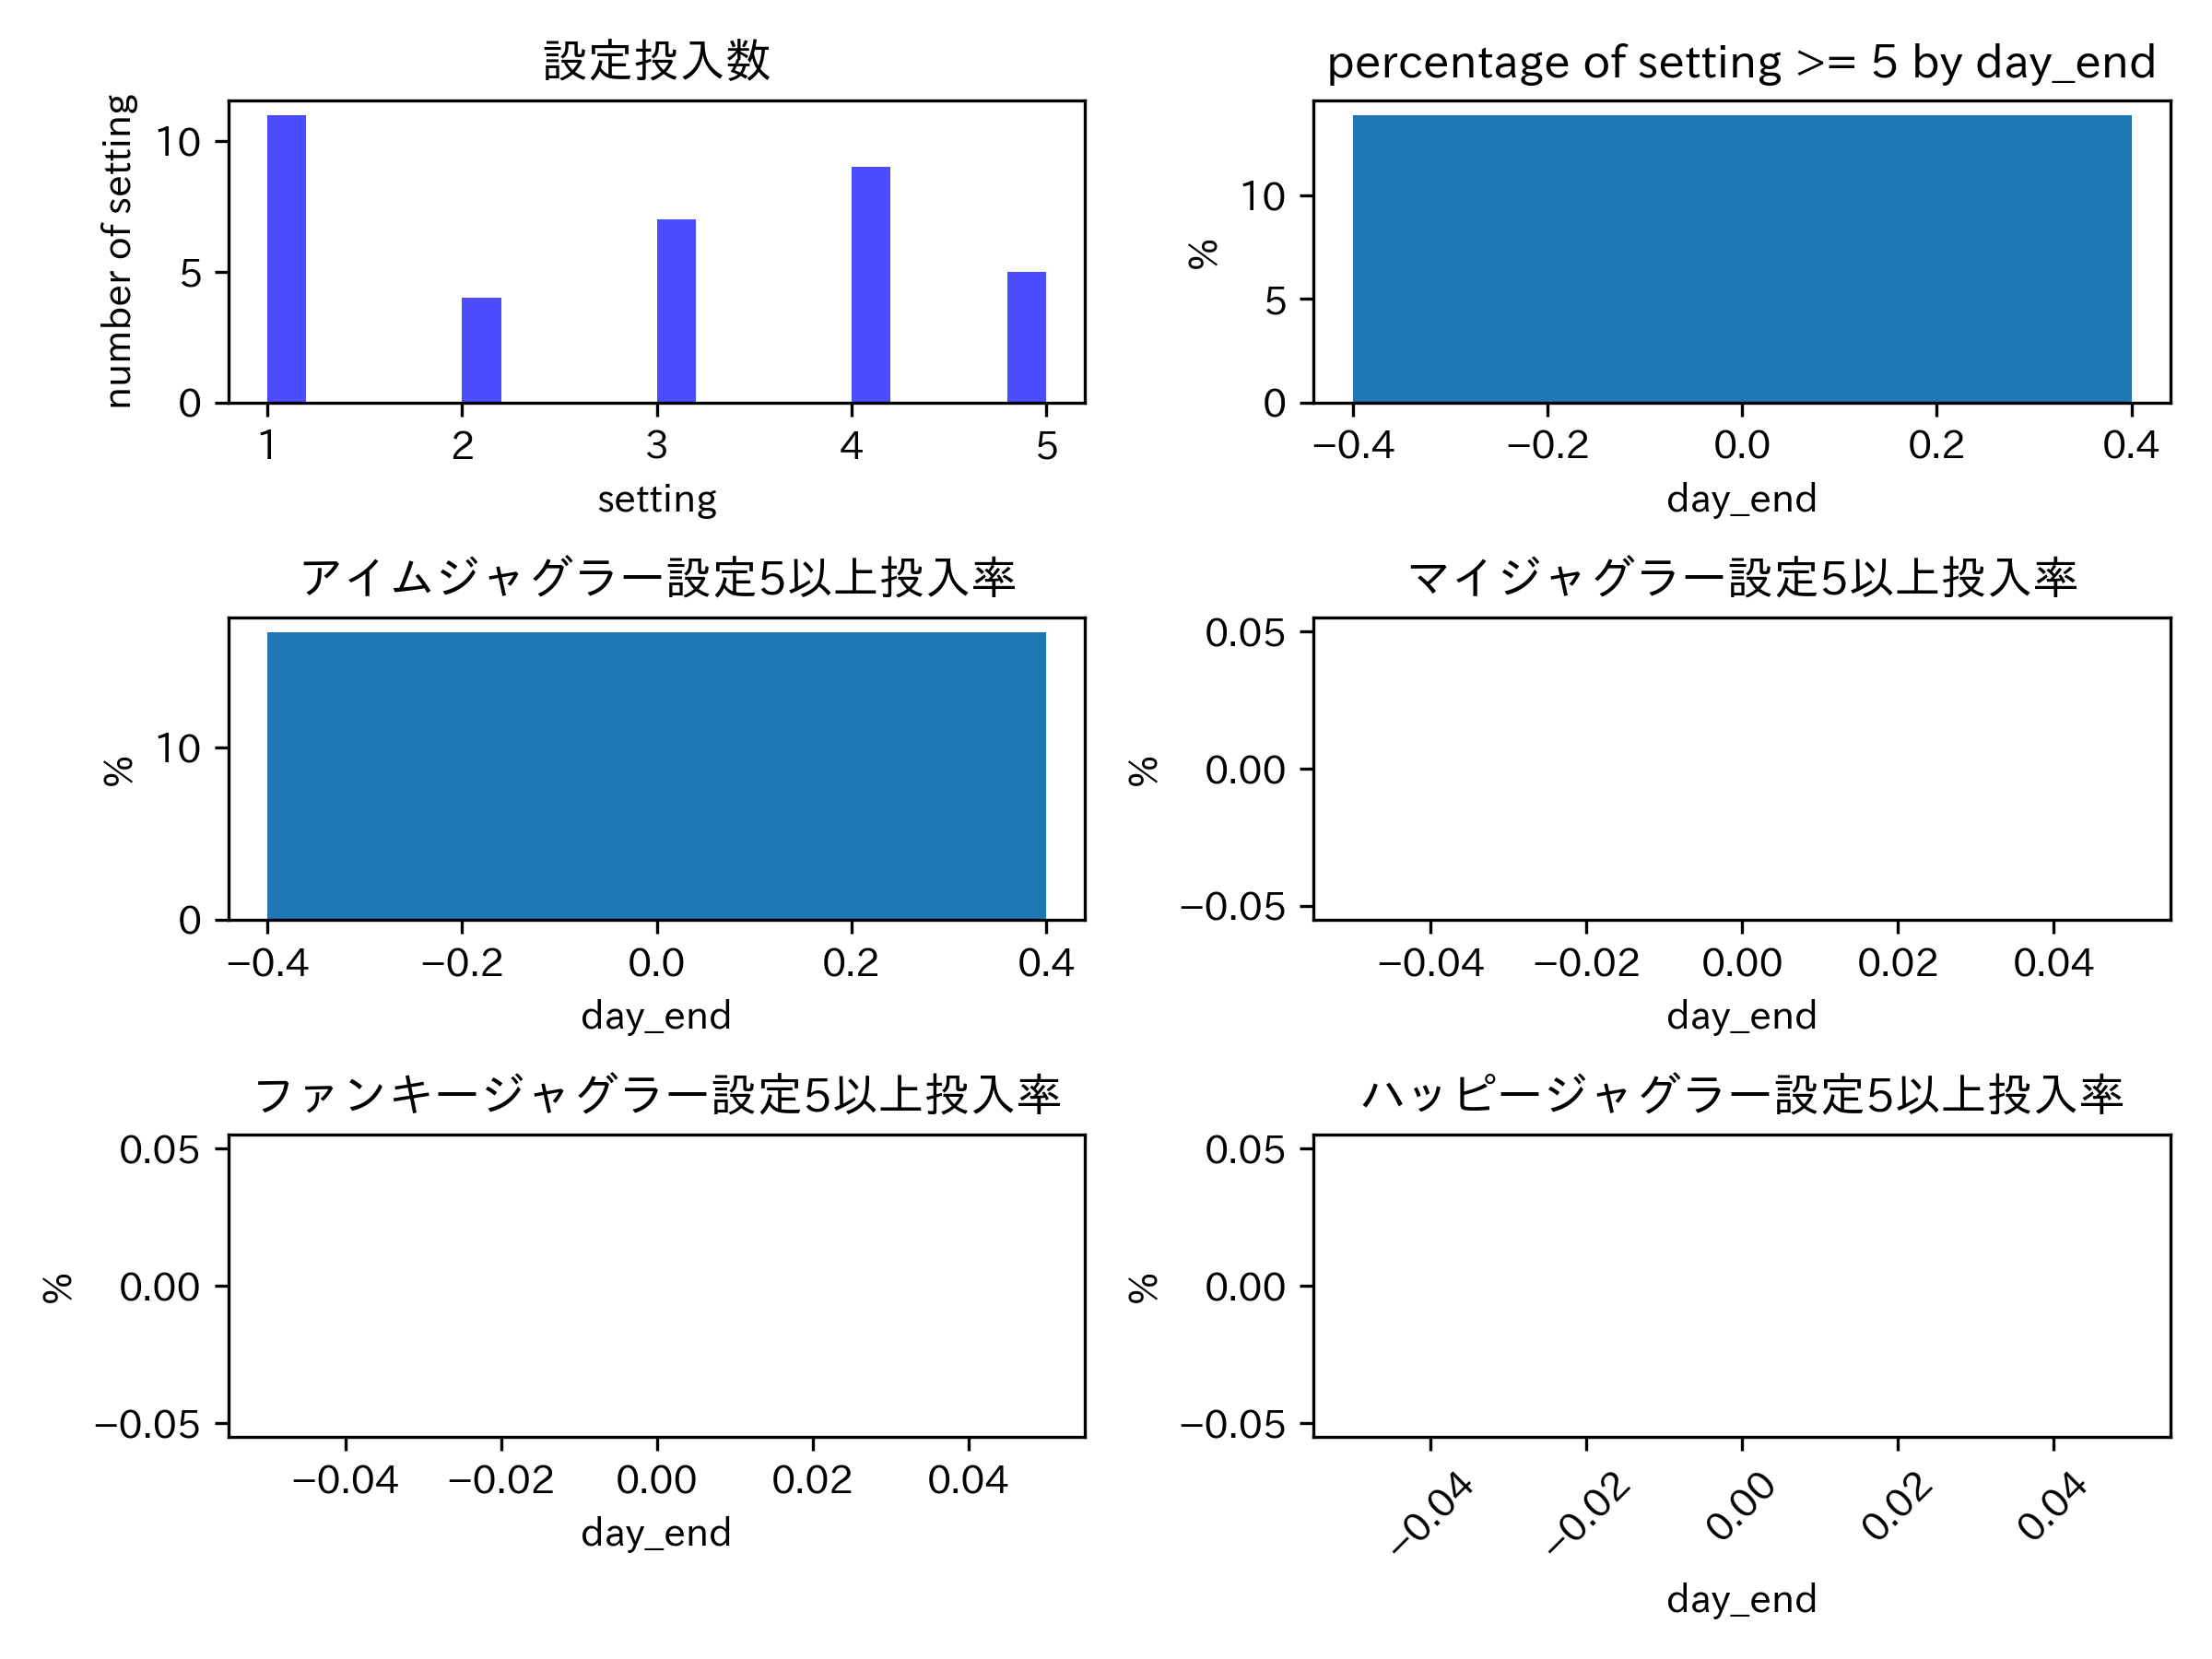 設定投入数
number of setting
10
5
0
1 2 3 4 5
setting
percentage of setting >= 5 by day_end
%
10
5
0
−0.4 −0.2 0.0 0.2 0.4
day_end
アイムジャグラー設定5以上投入率
%
10
0
−0.4 −0.2 0.0 0.2 0.4
day_end
マイジャグラー設定5以上投入率
%
0.05
0.00
−0.05
−0.04 −0.02 0.00 0.02 0.04
day_end
ファンキージャグラー設定5以上投入率
%
0.05
0.00
−0.05
−0.04 −0.02 0.00 0.02 0.04
day_end
ハッピージャグラー設定5以上投入率
%
0.05
0.00
−0.05
−0.04 −0.02 0.00 0.02 0.04
day_end